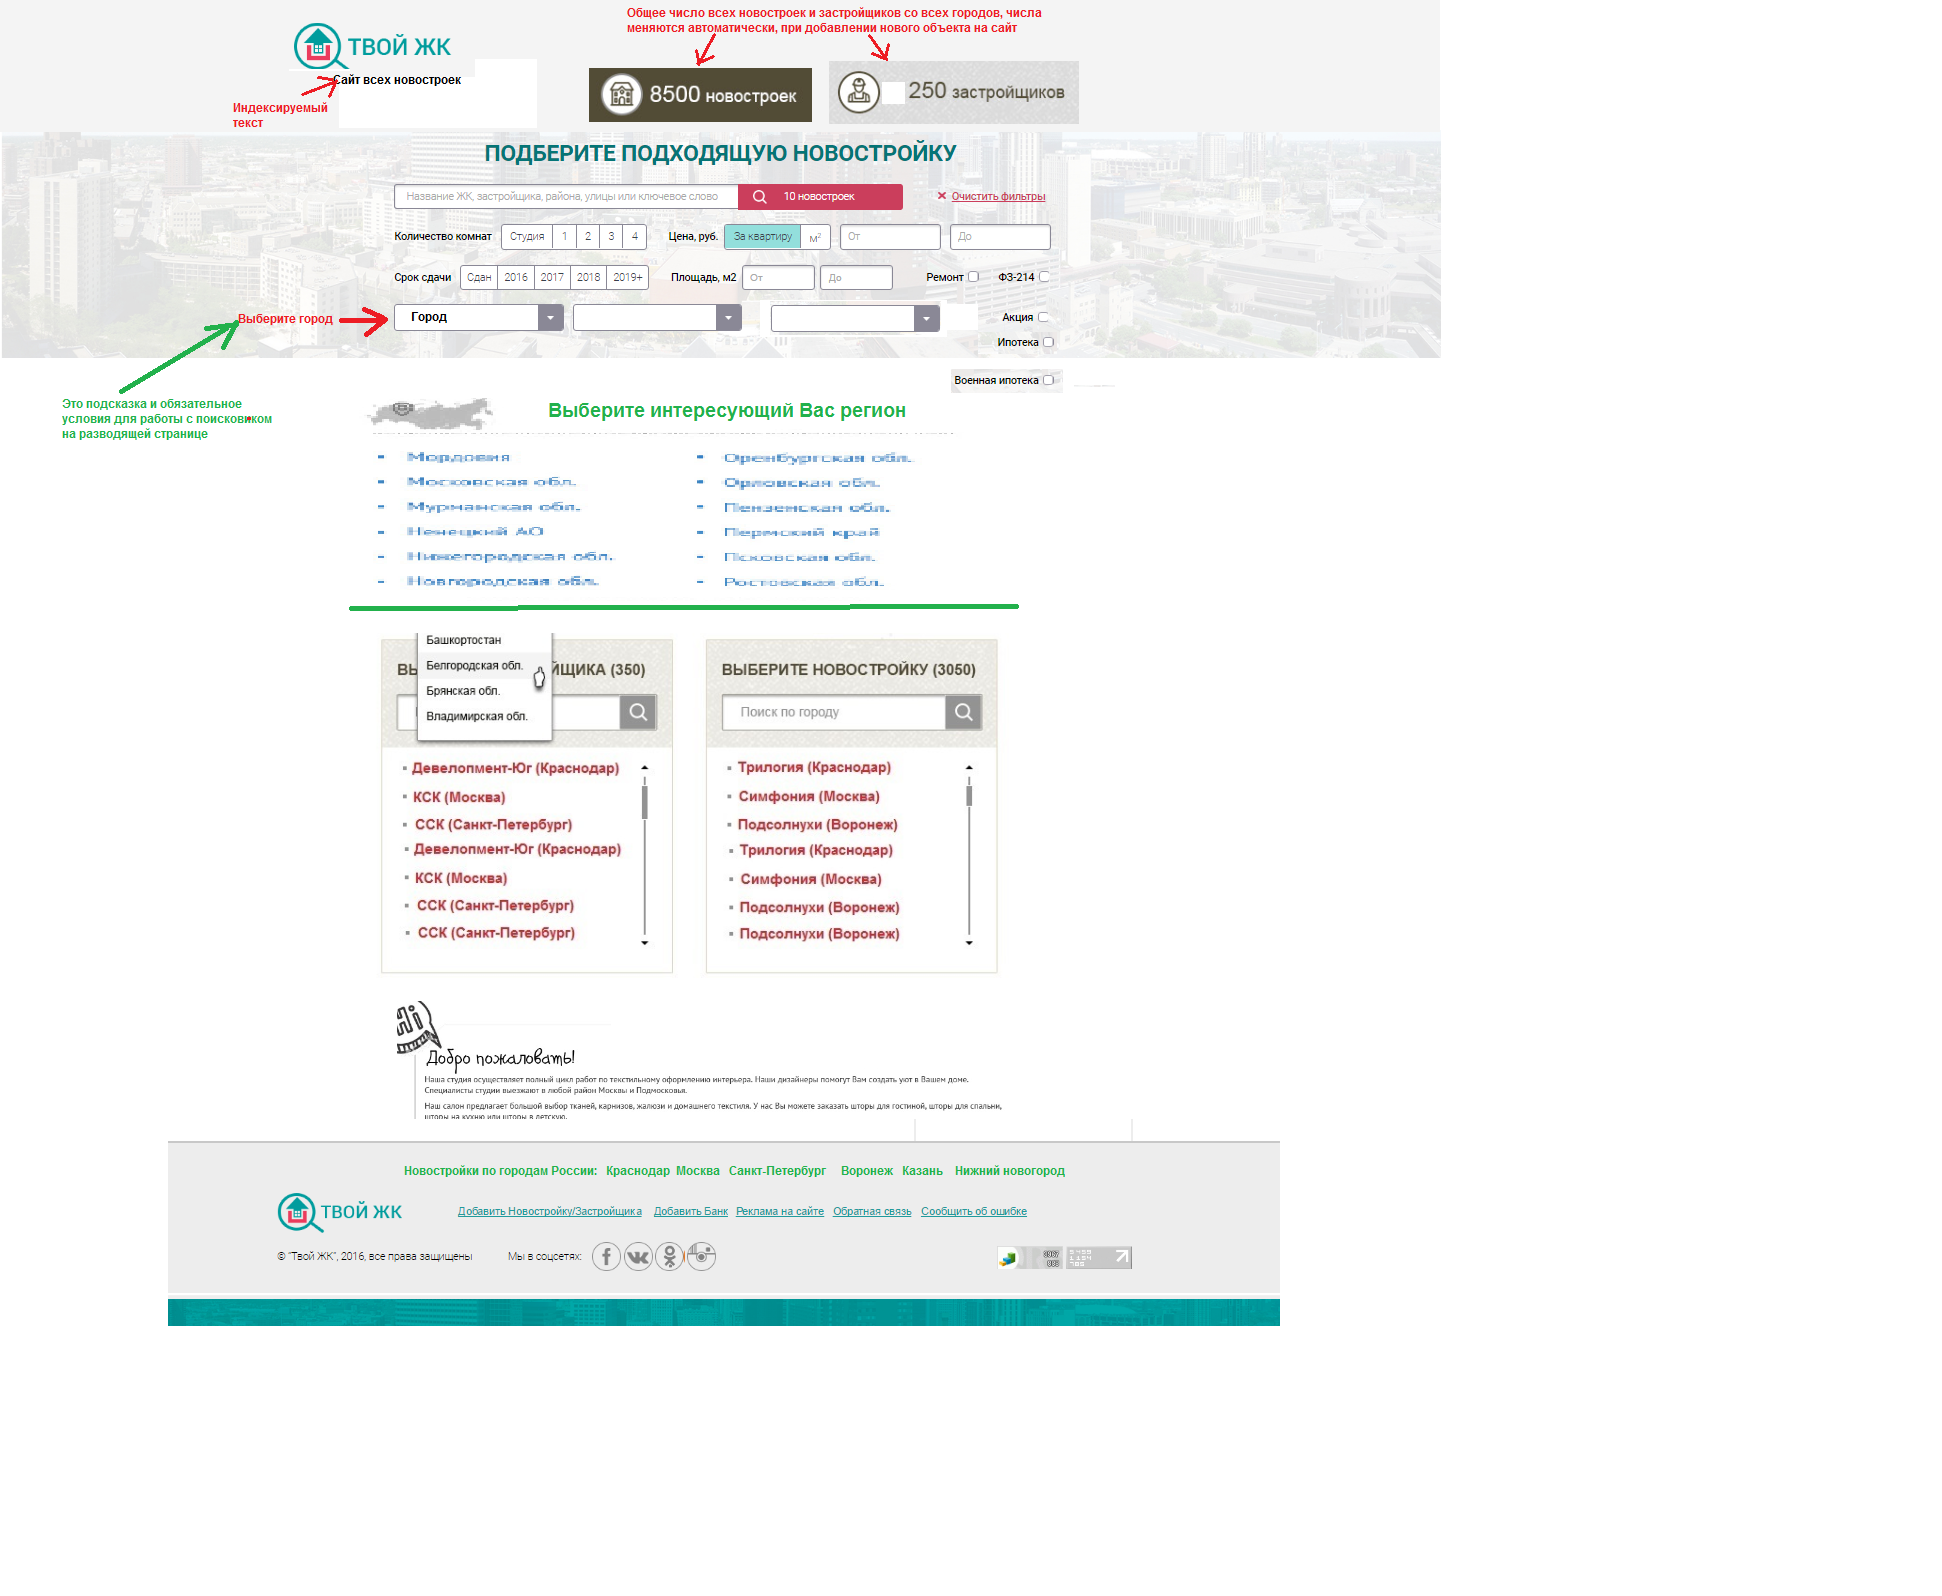 Общее число всех новостроек и застройщиков со всех городов, числа
меняются автоматически, при добавлении нового объекта на сайт
ТВОЙ ЖК
Сайт всех новостроек
Индексируемый
текст
8500 новостроек
250 застройщиков
ПОДБЕРИТЕ ПОДХОДЯЩУЮ НОВОСТРОЙКУ
Название ЖК, застройщика, района, улицы или ключевое слово 10 новостроек Очистить фильтры
Количество комнат Студия 1 2 3 4 Цена, руб. За квартиру м² От До
Срок сдачи Сдан 2016 2017 2018 2019+ Площадь, м2 От До Ремонт ФЗ-214
Выберите город Город Акция
Ипотека
Военная ипотека
Это подсказка и обязательное
условия для работы с поисковиком
на разводящей странице
Выберите интересующий Вас регион
Мордовия
Московская обл.
Мурманская обл.
Ненецкий АО
Нижегородская обл.
Новгородская обл.
Оренбургская обл.
Орловская обл.
Пензенская обл.
Пермский край
Псковская обл.
Ростовская обл.
Башкортостан
Белгородская обл.
Брянская обл.
Владимирская обл.
ВЫ ЙЩИКА (350)
Девелопмент-Юг (Краснодар)
КСК (Москва)
ССК (Санкт-Петербург)
Девелопмент-Юг (Краснодар)
КСК (Москва)
ССК (Санкт-Петербург)
ССК (Санкт-Петербург)
ВЫБЕРИТЕ НОВОСТРОЙКУ (3050)
Поиск по городу
Трилогия (Краснодар)
Симфония (Москва)
Подсолнухи (Воронеж)
Трилогия (Краснодар)
Симфония (Москва)
Подсолнухи (Воронеж)
Подсолнухи (Воронеж)
Hi
Добро пожаловать!
Наша студия осуществляет полный цикл работ по текстильному оформлению интерьера. Наши дизайнеры помогут Вам создать уют в Вашем доме.
Специалисты студии выезжают в любой район Москвы и Подмосковья.
Наш салон предлагает большой выбор тканей, карнизов, жалюзи и домашнего текстиля. У нас Вы можете заказать шторы для гостиной, шторы для спальни,
шторы на кухню или шторы в детскую.
Новостройки по городам России: Краснодар Москва Санкт-Петербург Воронеж Казань Нижний новогород
ТВОЙ ЖК
Добавить Новостройку/Застройщика Добавить Банк Реклама на сайте Обратная связь Сообщить об ошибке
© "Твой ЖК", 2016, все права защищены Мы в соцсетях: